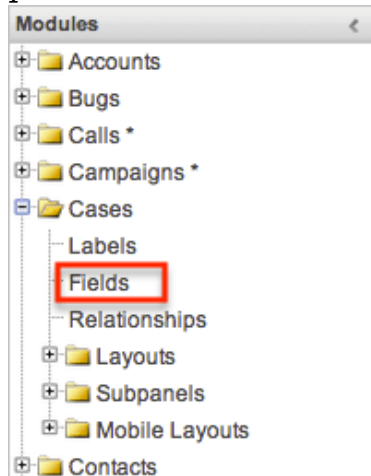 Modules
Accounts
Bugs
Calls *
Campaigns *
Cases
Labels
Fields
Relationships
Layouts
Subpanels
Mobile Layouts
Contacts